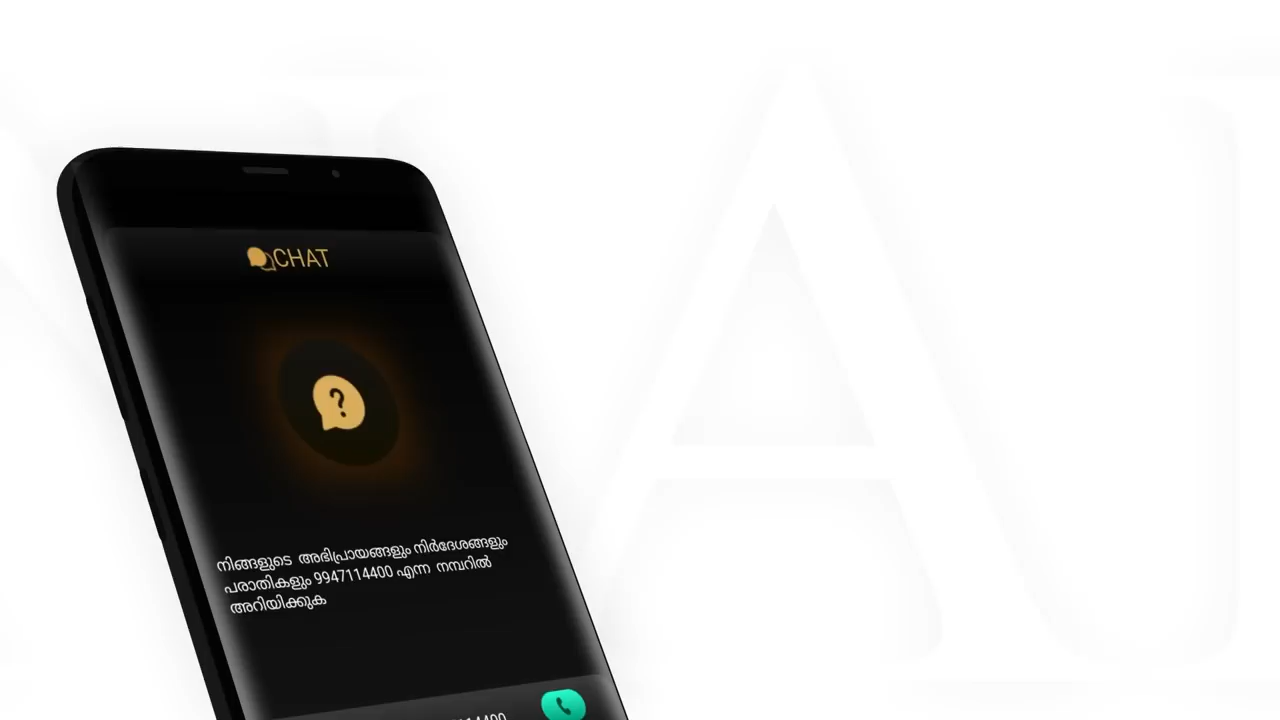 CHAT
?
നിങ്ങളുടെ അഭിപ്രായങ്ങളും നിർദേശങ്ങളും
പരാതികളും 9947114400 എന്ന നമ്പറിൽ
അറിയിക്കുക